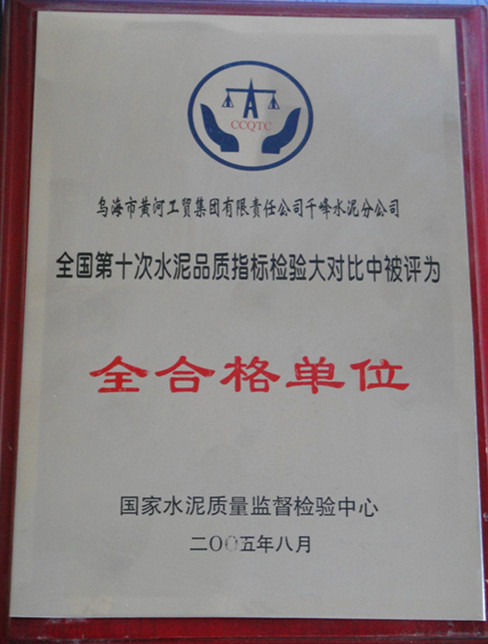 CCQTC
乌海市黄河工贸集团有限责任公司千峰水泥分公司
全国第十次水泥品质指标检验大对比中被评为
全合格单位
国家水泥质量监督检验中心
二〇〇五年八月